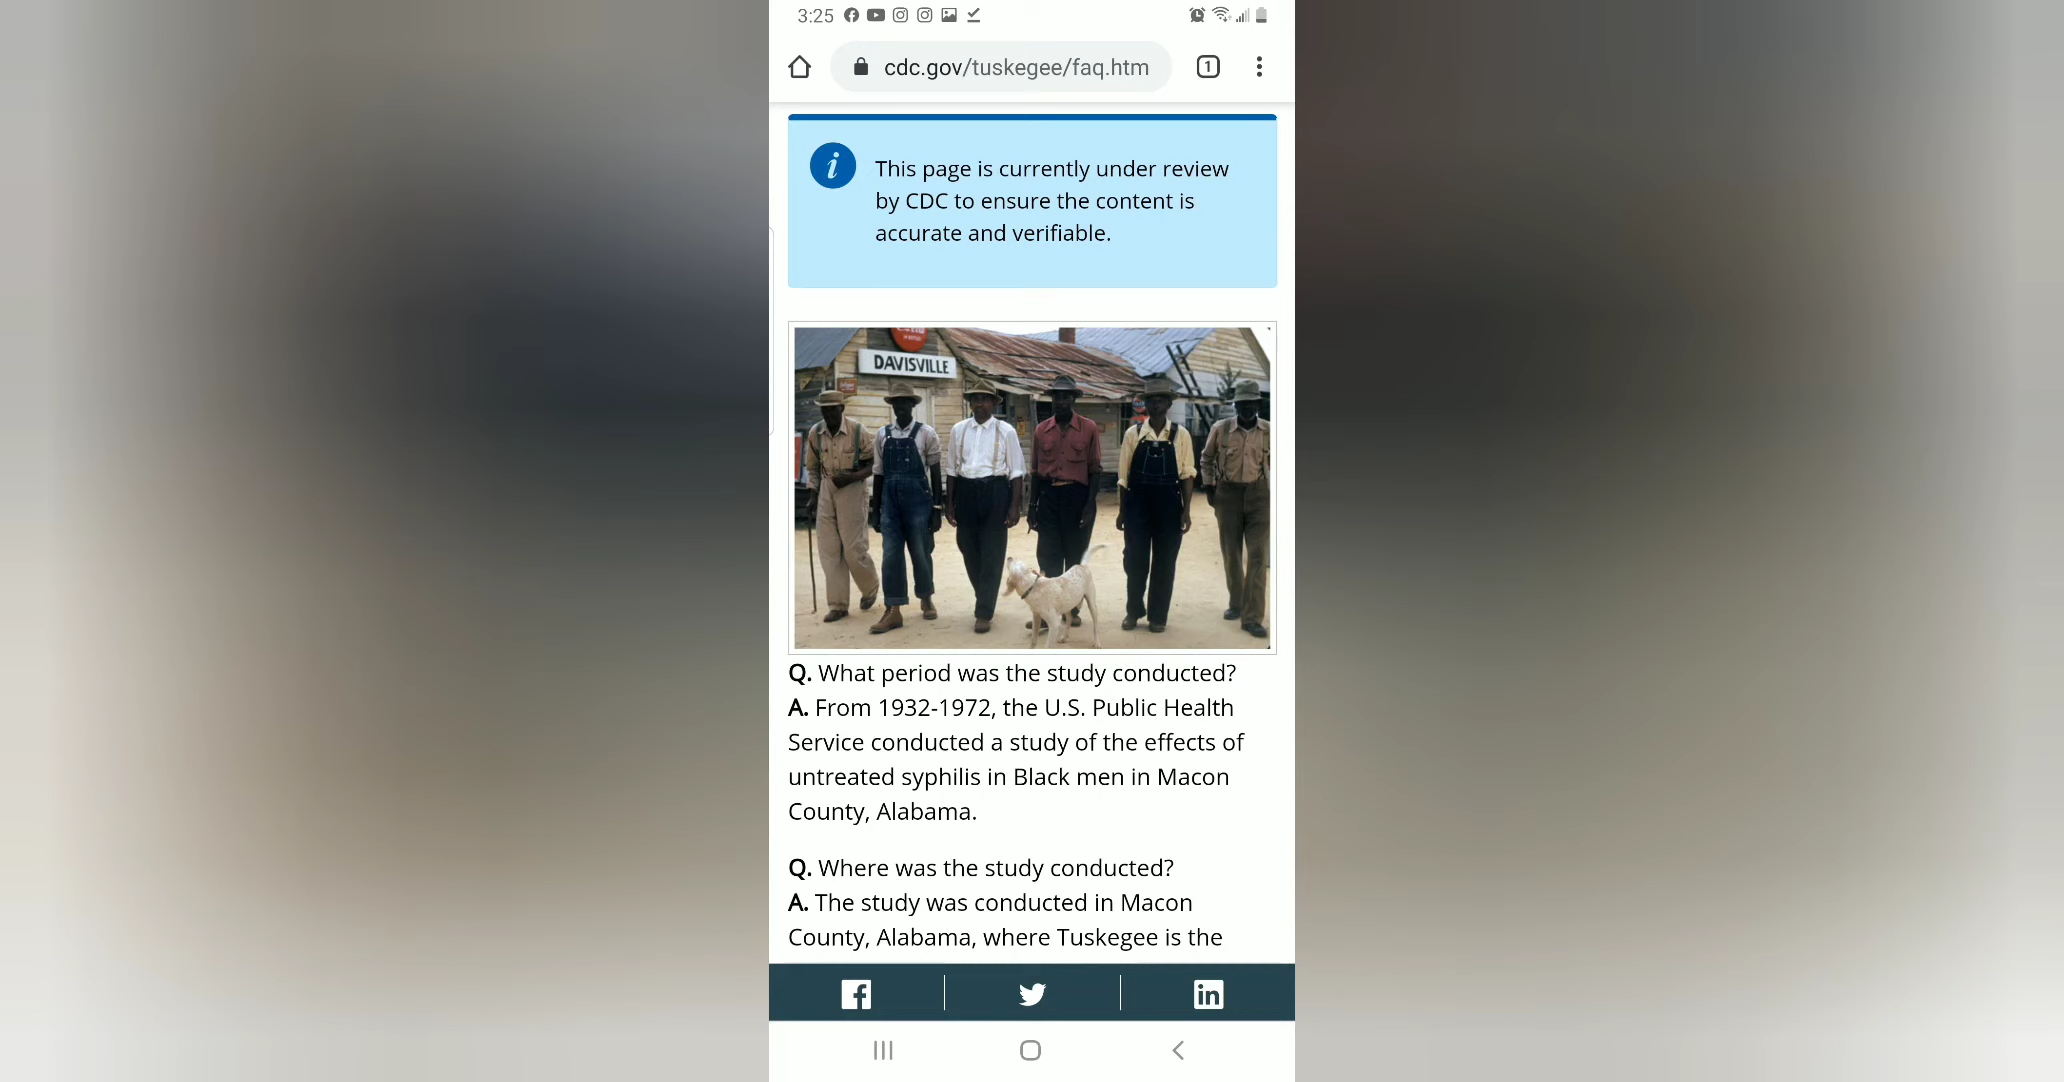 3:25
cdc.gov/tuskegee/faq.htm
1
This page is currently under review
by CDC to ensure the content is
accurate and verifiable.
DAVISVILLE
Q. What period was the study conducted?
A. From 1932-1972, the U.S. Public Health
Service conducted a study of the effects of
untreated syphilis in Black men in Macon
County, Alabama.
Q. Where was the study conducted?
A. The study was conducted in Macon
County, Alabama, where Tuskegee is the